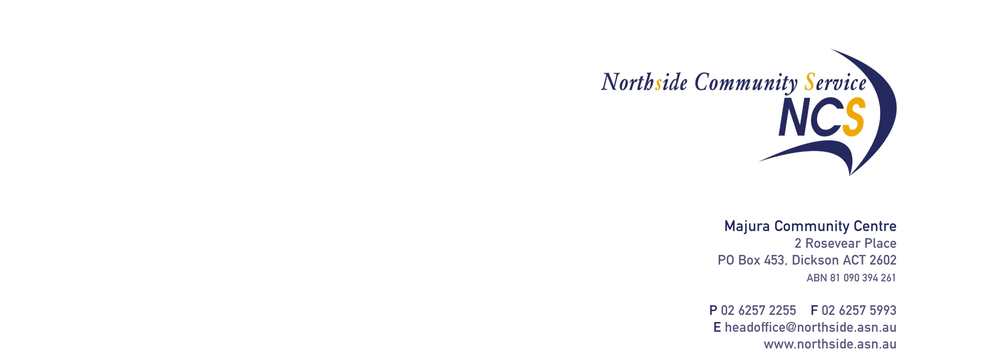 Northside Community Service
NCS
Majura Community Centre
2 Rosevear Place
PO Box 453, Dickson ACT 2602
ABN 81 090 394 261
P 02 6257 2255 F 02 6257 5993
E headoffice@northside.asn.au
www.northside.asn.au